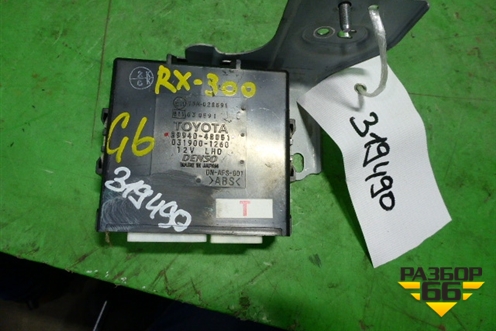 RX-300
G6
TOYOTA
89940-48051
031900-1260
12V LHD
DENSO
MADE IN JAPAN
DN-AFS-G01
>ABS<
T
319490
319490
РАЗБОР
66